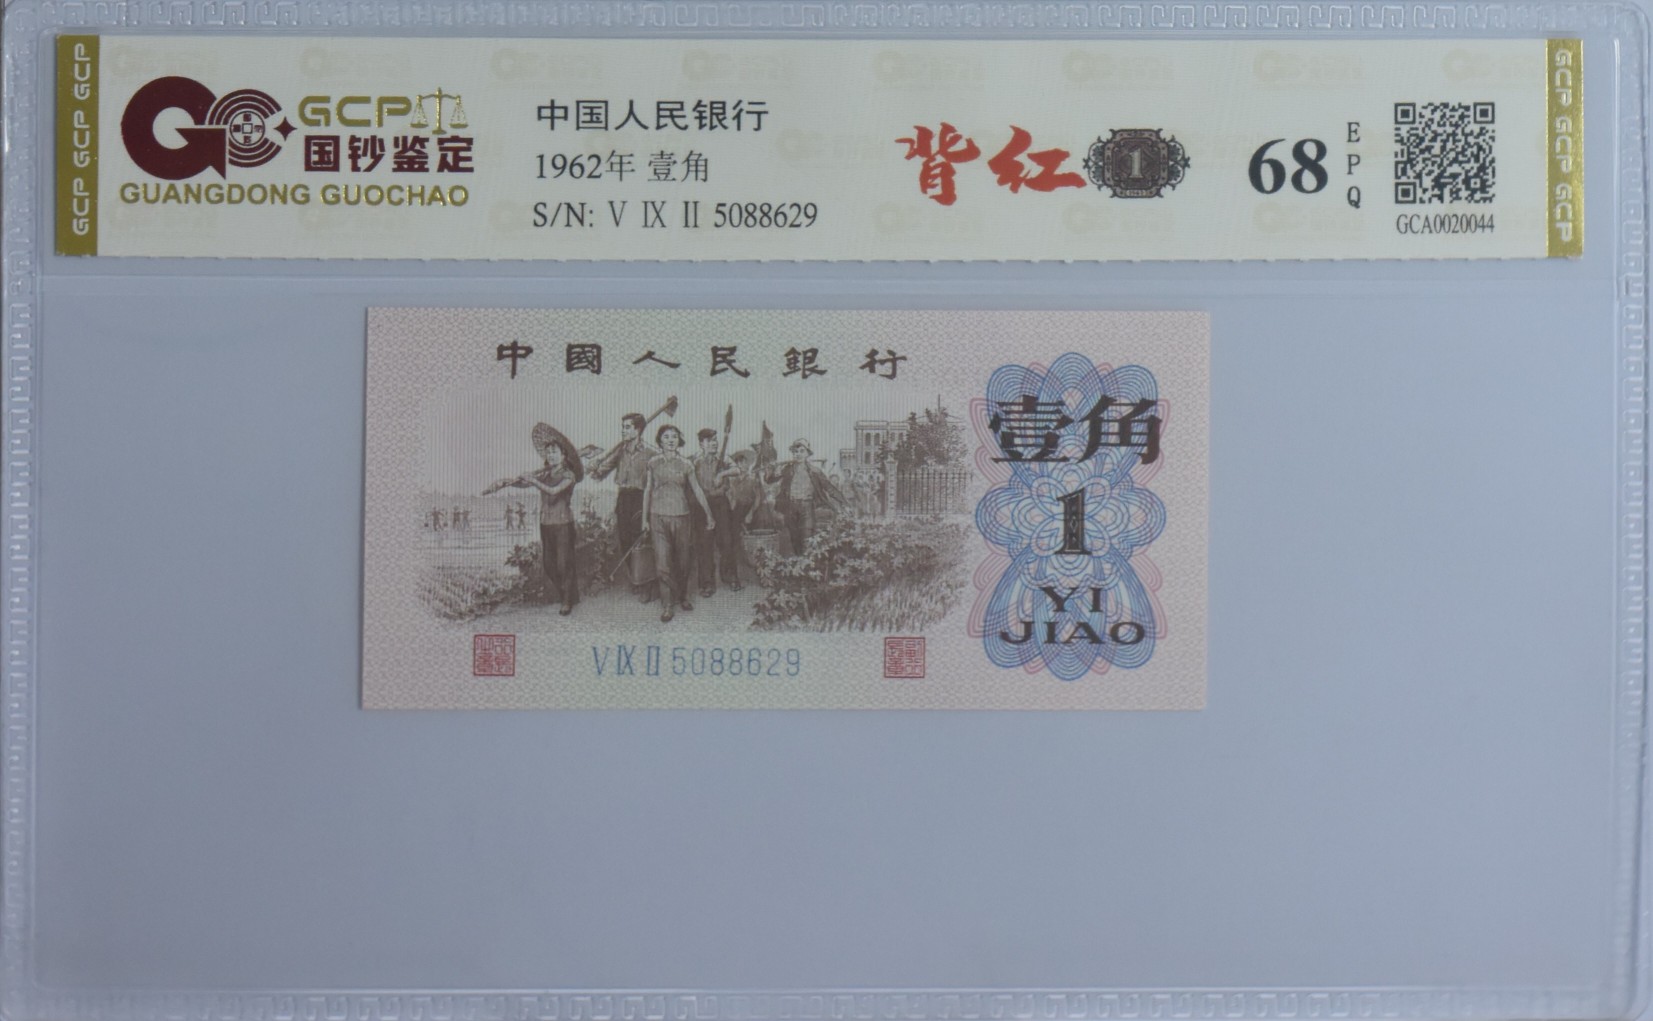 GCP GCP GCP
GCP
国钞鉴定
GUANGDONG GUOCHAO
中国人民银行
1962年 壹角
S/N: V IX II 5088629
背红
1
68
EPQ
GCA0020044
GCP GCP GCP
中國人民銀行
壹角
1
YI
JIAO
V IX II 5088629